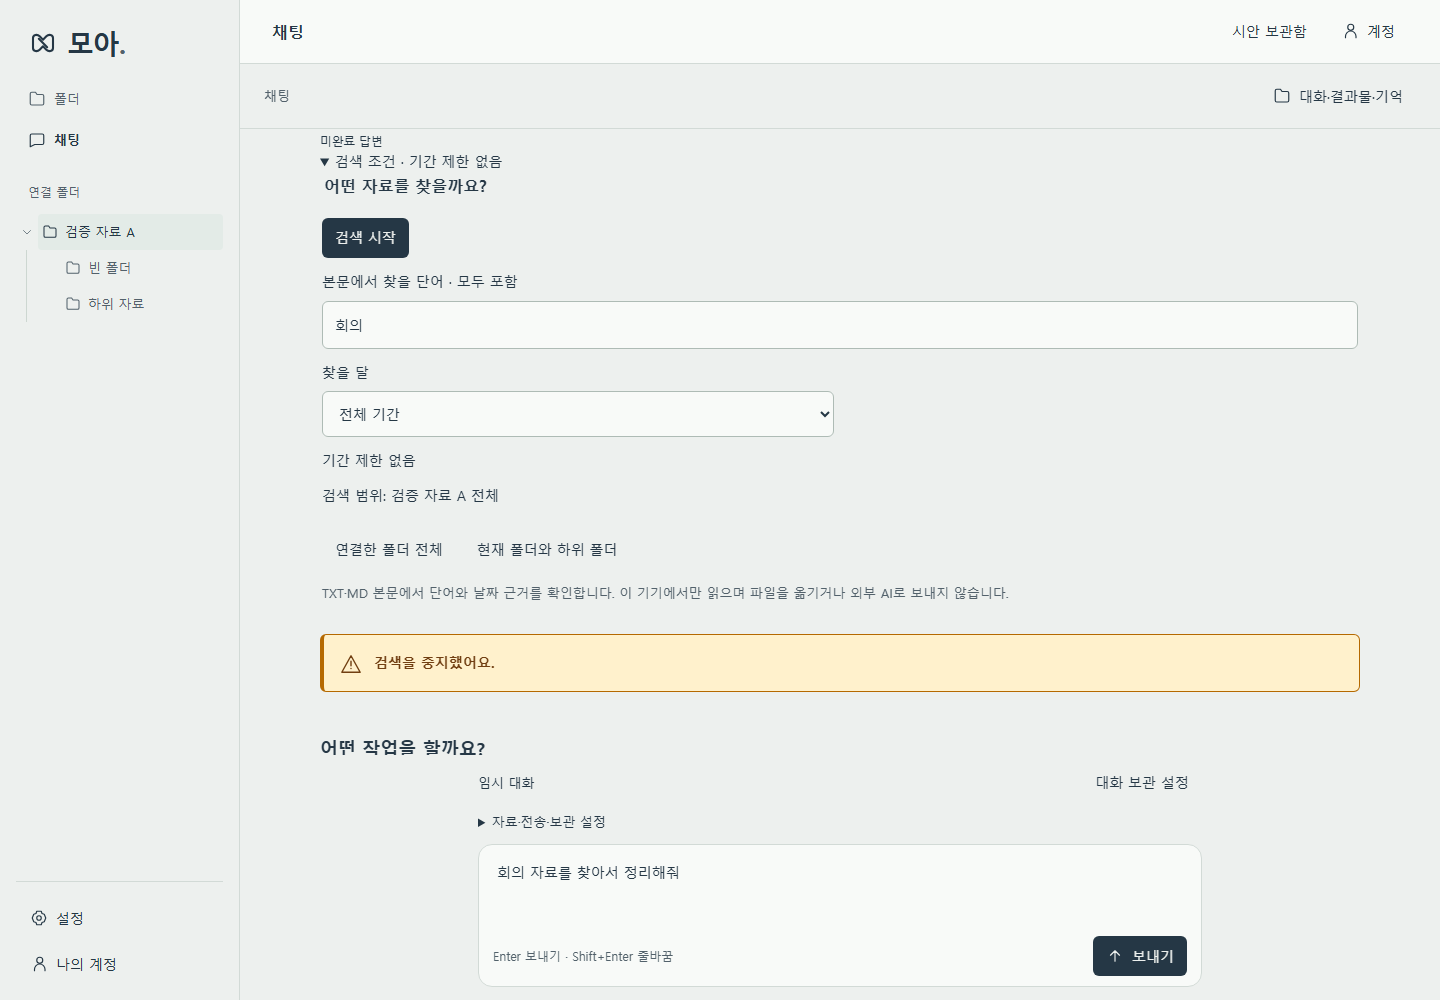 모아.
폴더
채팅
연결 폴더
검증 자료 A
빈 폴더
하위 자료
설정
나의 계정
채팅
시안 보관함
계정
채팅
대화·결과물·기억
미완료 답변
▼ 검색 조건 · 기간 제한 없음
어떤 자료를 찾을까요?
검색 시작
본문에서 찾을 단어 · 모두 포함
회의
찾을 달
전체 기간
기간 제한 없음
검색 범위: 검증 자료 A 전체
연결한 폴더 전체
현재 폴더와 하위 폴더
TXT·MD 본문에서 단어와 날짜 근거를 확인합니다. 이 기기에서만 읽으며 파일을 옮기거나 외부 AI로 보내지 않습니다.
검색을 중지했어요.
어떤 작업을 할까요?
임시 대화
대화 보관 설정
▶ 자료·전송·보관 설정
회의 자료를 찾아서 정리해줘
Enter 보내기 · Shift+Enter 줄바꿈
보내기